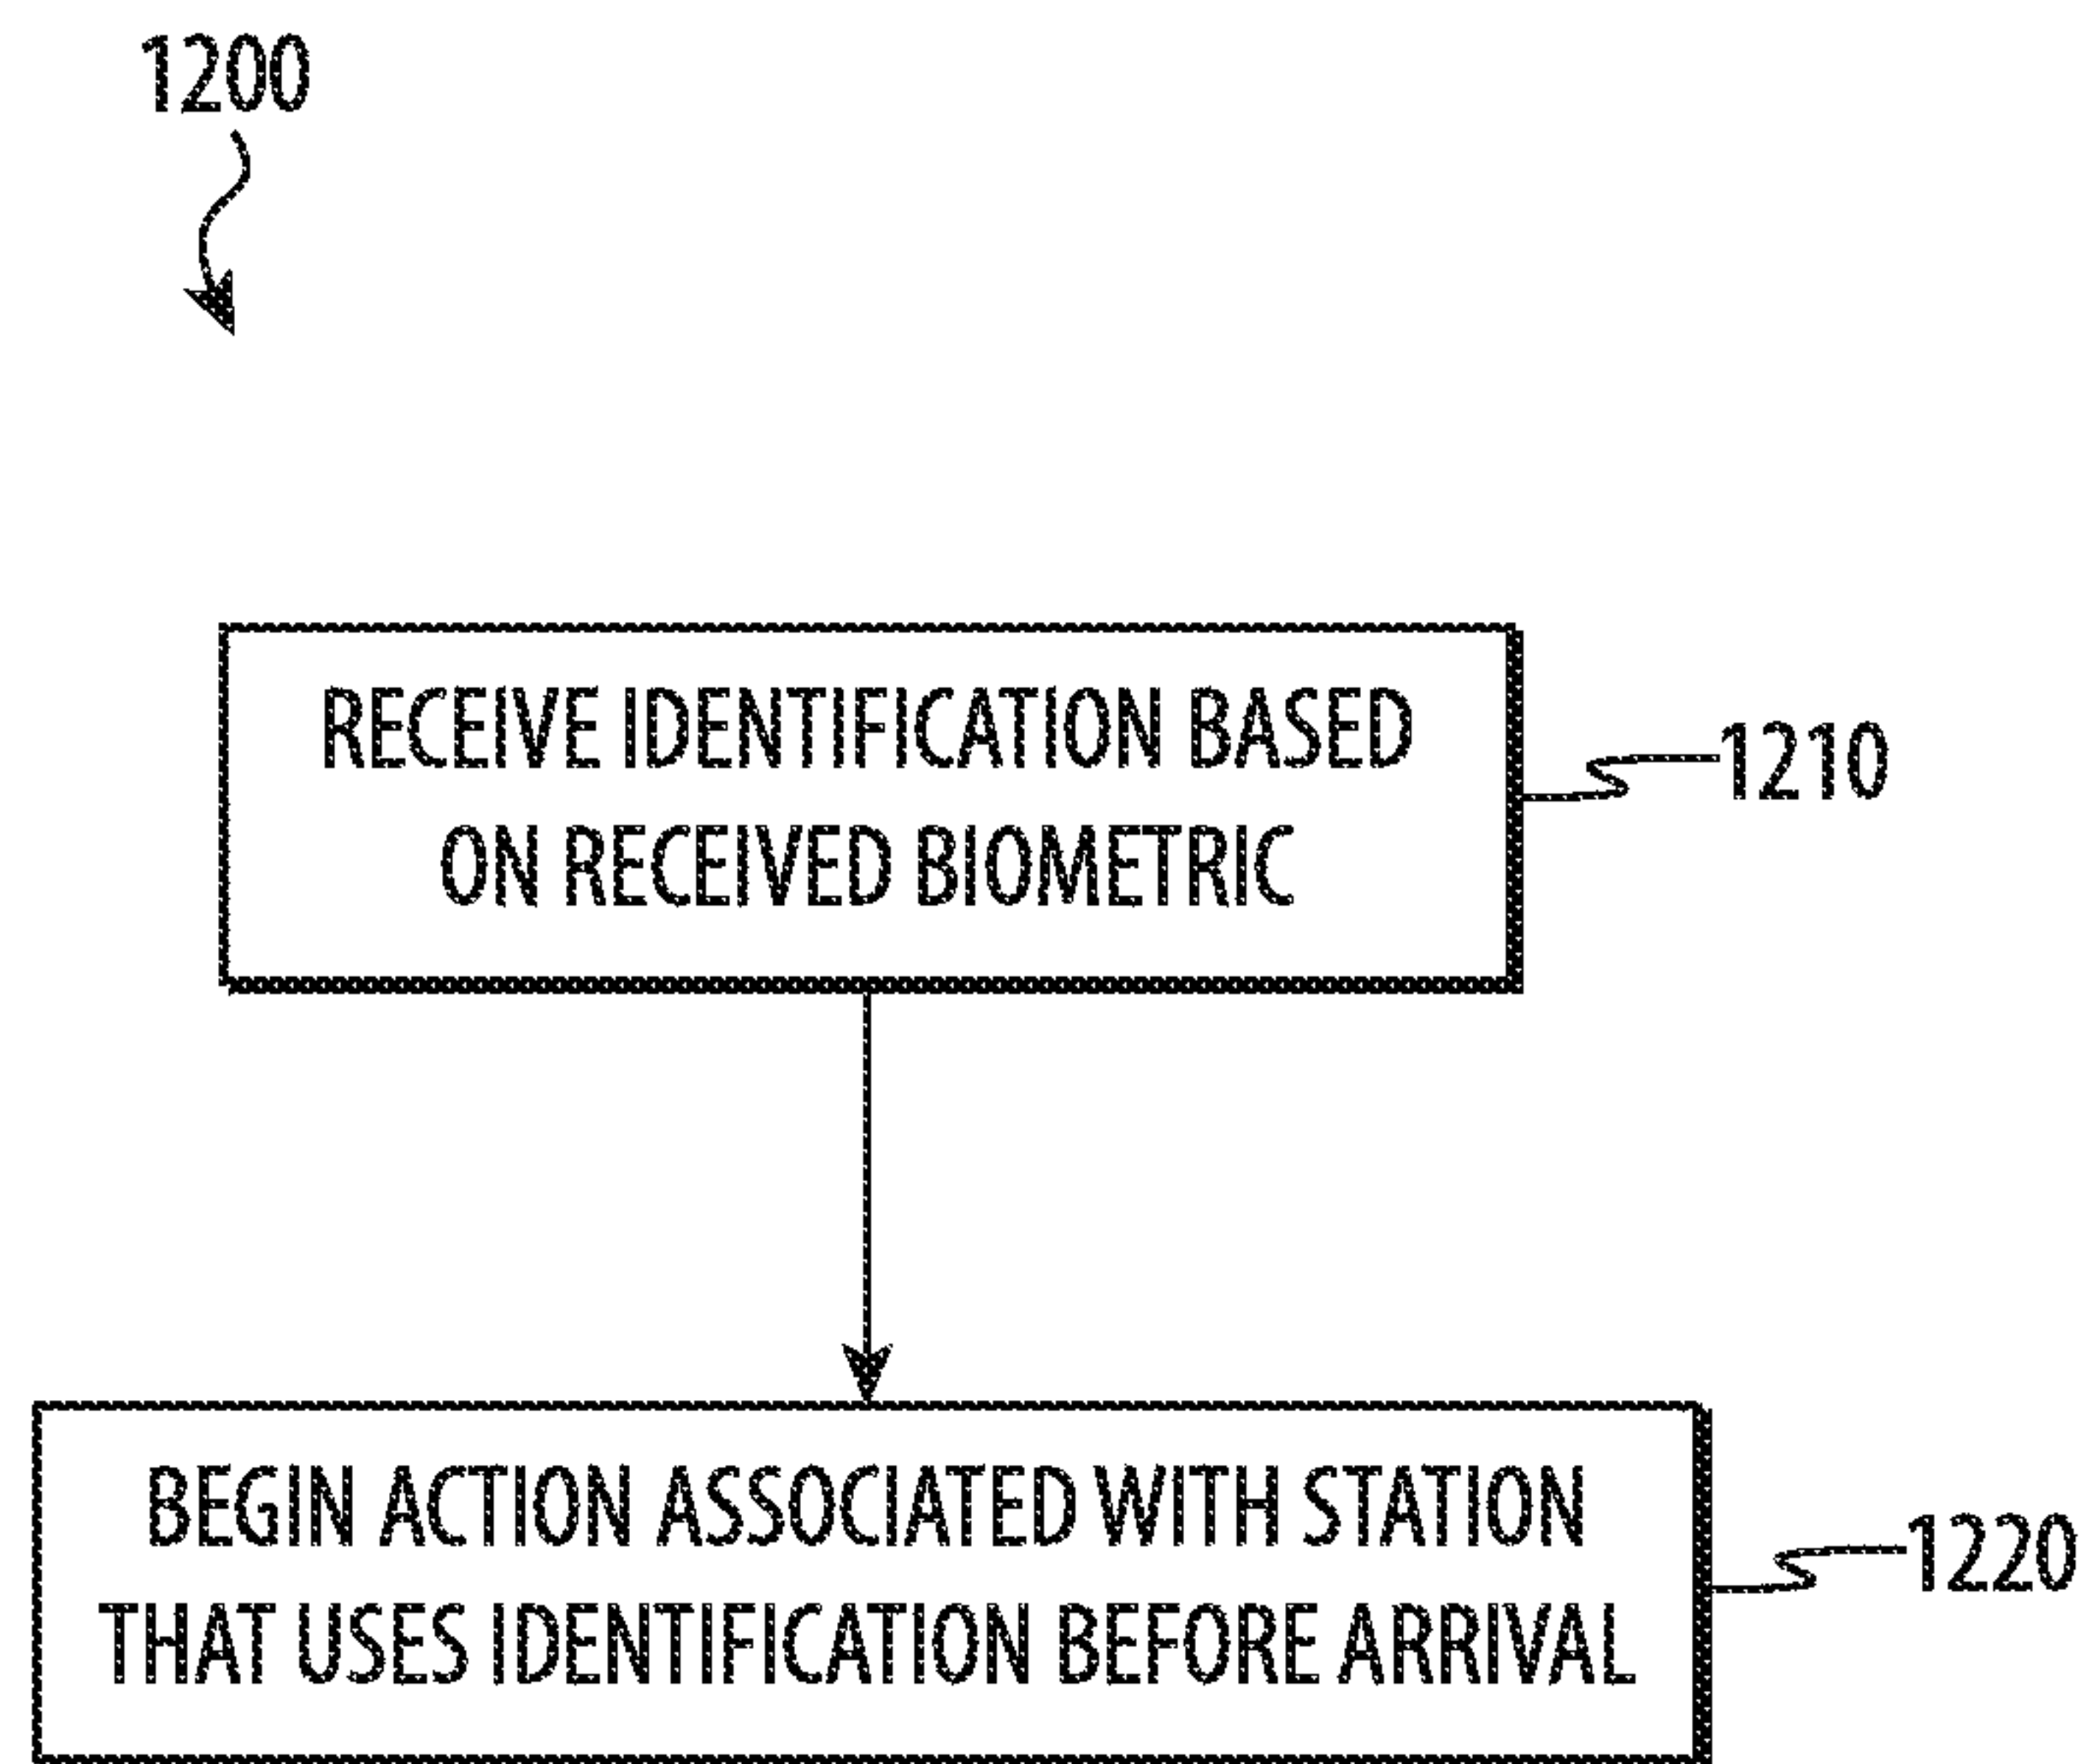 1200
RECEIVE IDENTIFICATION BASED
ON RECEIVED BIOMETRIC
1210
BEGIN ACTION ASSOCIATED WITH STATION
THAT USES IDENTIFICATION BEFORE ARRIVAL
1220